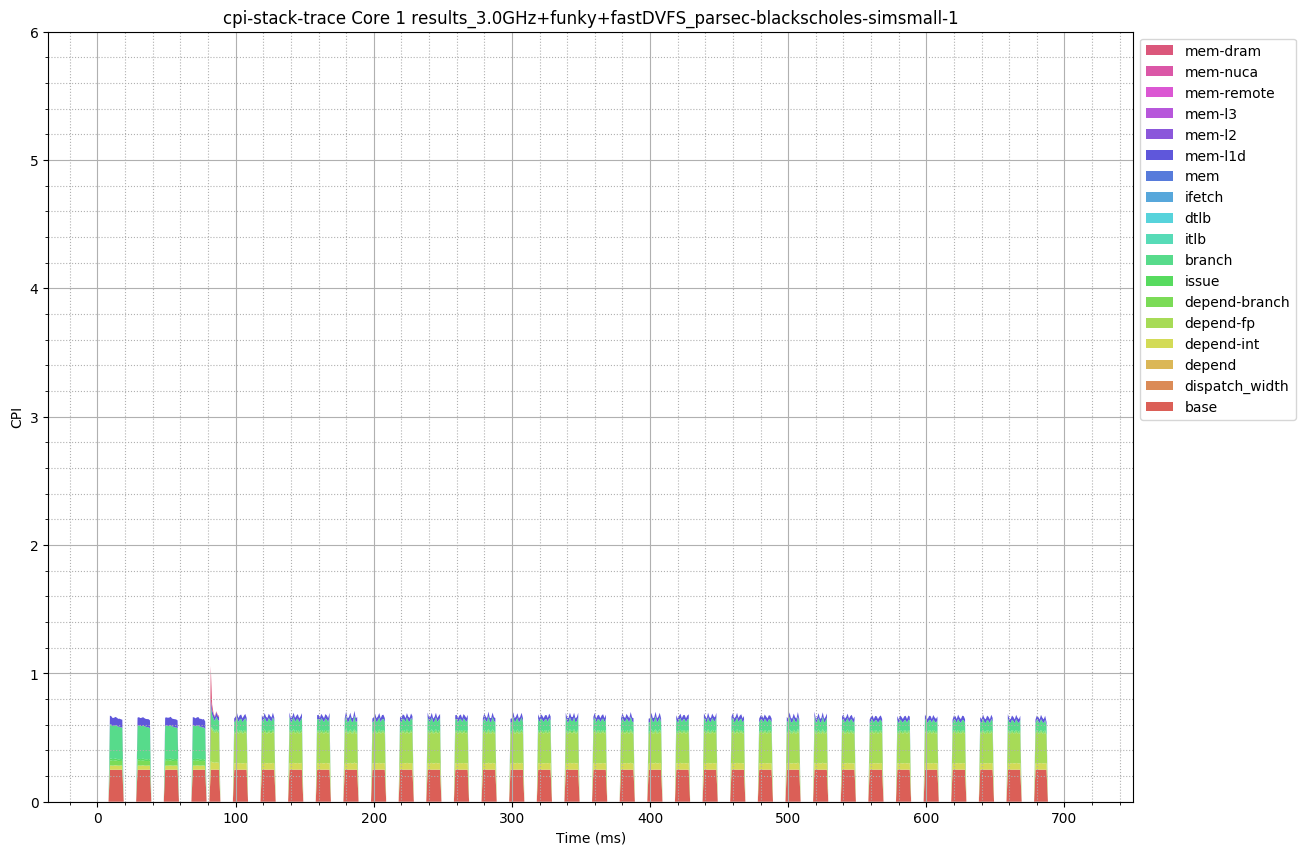 cpi-stack-trace Core 1 results_3.0GHz+funky+fastDVFS_parsec-blackscholes-simsmall-1
6
5
4
3
2
1
0
CPI
0 100 200 300 400 500 600 700
Time (ms)
mem-dram
mem-nuca
mem-remote
mem-l3
mem-l2
mem-l1d
mem
ifetch
dtlb
itlb
branch
issue
depend-branch
depend-fp
depend-int
depend
dispatch_width
base